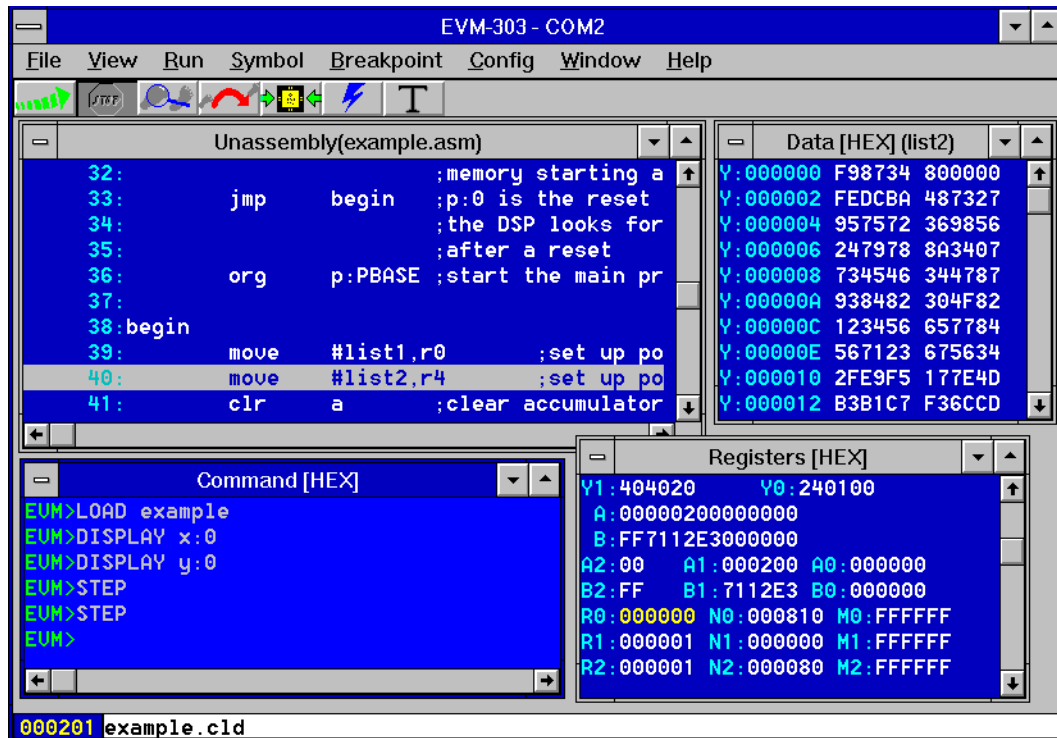 EVM-303 - COM2
File View Run Symbol Breakpoint Config Window Help
STOP T
Unassembly(example.asm)
32: ;memory starting a
33: jmp begin ;p:0 is the reset
34: ;the DSP looks for
35: ;after a reset
36: org p:PBASE ;start the main pr
37:
38:begin
39: move #list1,r0 ;set up po
40: move #list2,r4 ;set up po
41: clr a ;clear accumulator
Data [HEX] (list2)
Y:000000 F98734 800000
Y:000002 FEDCBA 487327
Y:000004 957572 369856
Y:000006 247978 8A3407
Y:000008 734546 344787
Y:00000A 938482 304F82
Y:00000C 123456 657784
Y:00000E 567123 675634
Y:000010 2FE9F5 177E4D
Y:000012 B3B1C7 F36CCD
Command [HEX]
EVM>LOAD example
EVM>DISPLAY x:0
EVM>DISPLAY y:0
EVM>STEP
EVM>STEP
EVM>
Registers [HEX]
Y1:404020 Y0:240100
A:00000200000000
B:FF7112E3000000
A2:00 A1:000200 A0:000000
B2:FF B1:7112E3 B0:000000
R0:000000 N0:000810 M0:FFFFFF
R1:000001 N1:000000 M1:FFFFFF
R2:000001 N2:000080 M2:FFFFFF
000201 example.cld